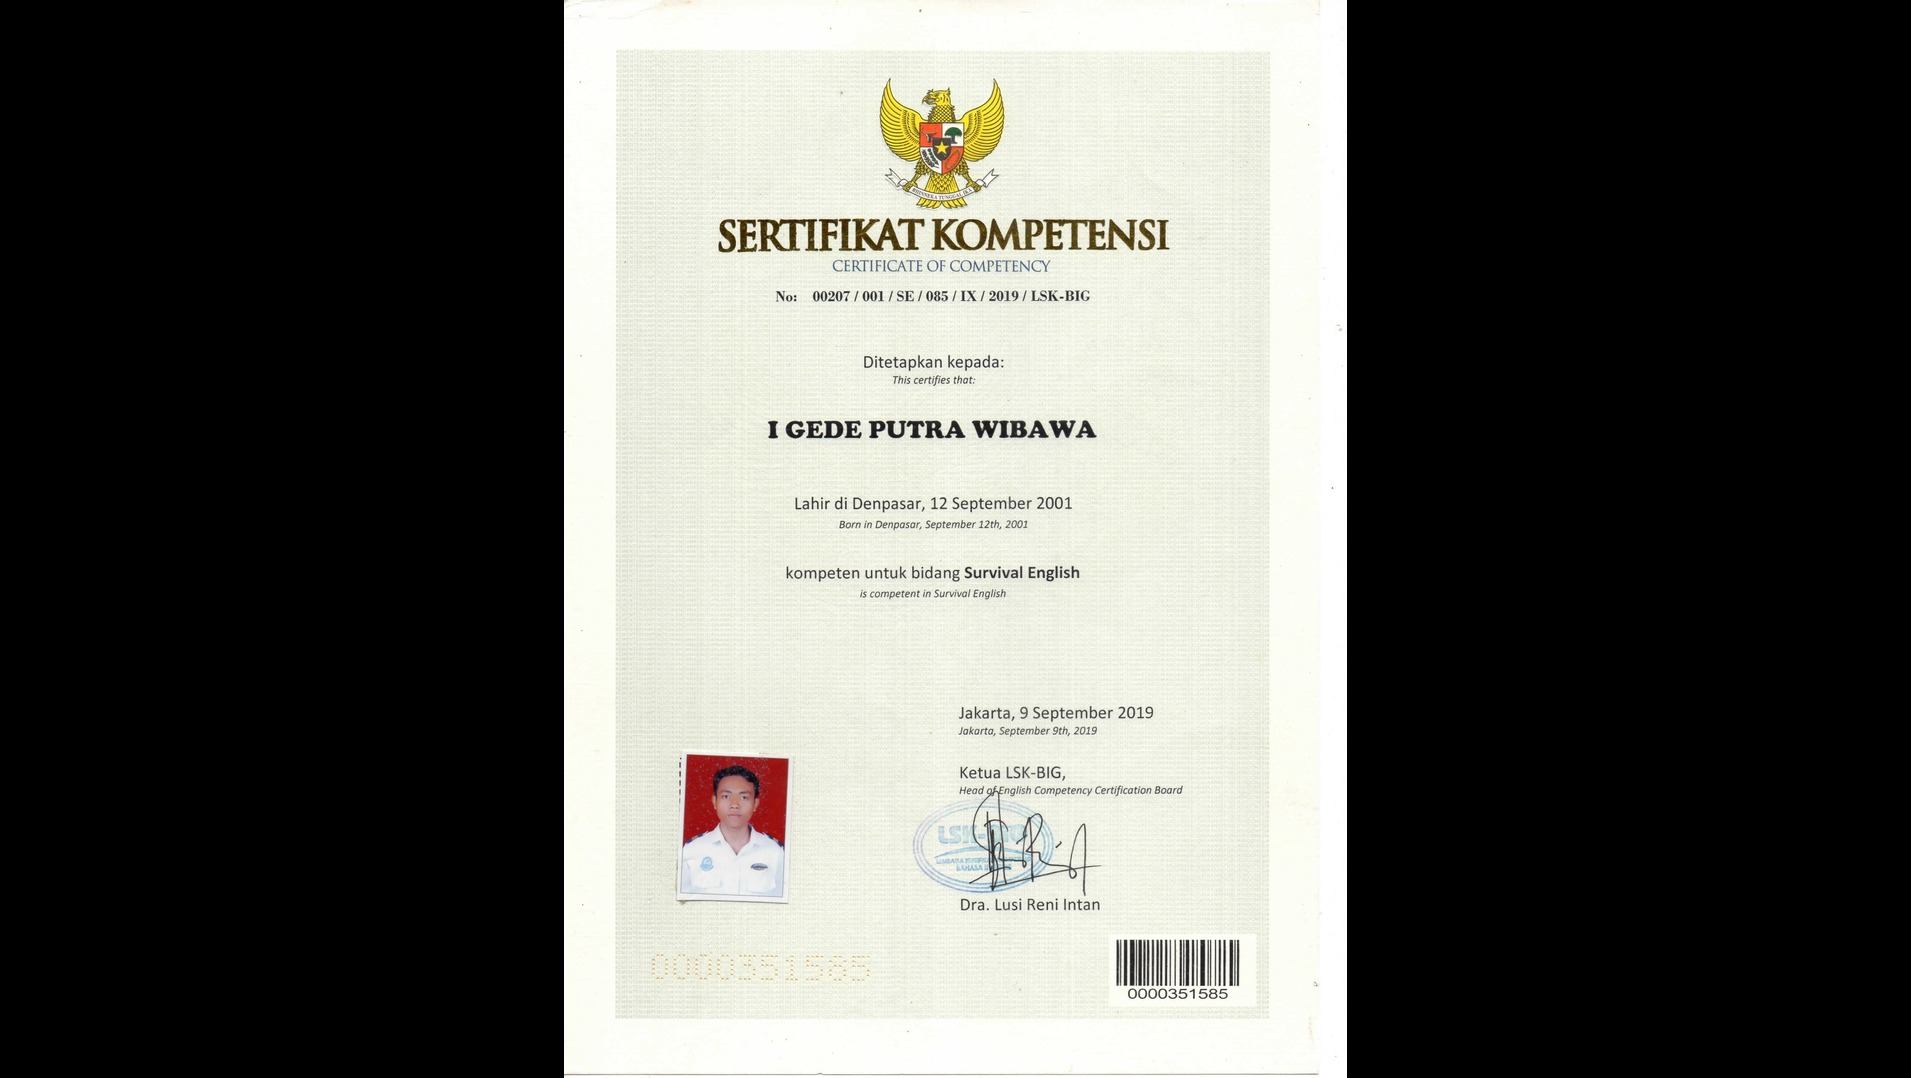 BHINNEKA TUNGGAL IKA
SERTIFIKAT KOMPETENSI
CERTIFICATE OF COMPETENCY
No: 00207 / 001 / SE / 085 / IX / 2019 / LSK-BIG
Ditetapkan kepada:
This certifies that:
I GEDE PUTRA WIBAWA
Lahir di Denpasar, 12 September 2001
Born in Denpasar, September 12th, 2001
kompeten untuk bidang Survival English
is competent in Survival English
Jakarta, 9 September 2019
Jakarta, September 9th, 2019
Ketua LSK-BIG,
Head of English Competency Certification Board
LSK-BIG
Dra. Lusi Reni Intan
0000351585
0000351585